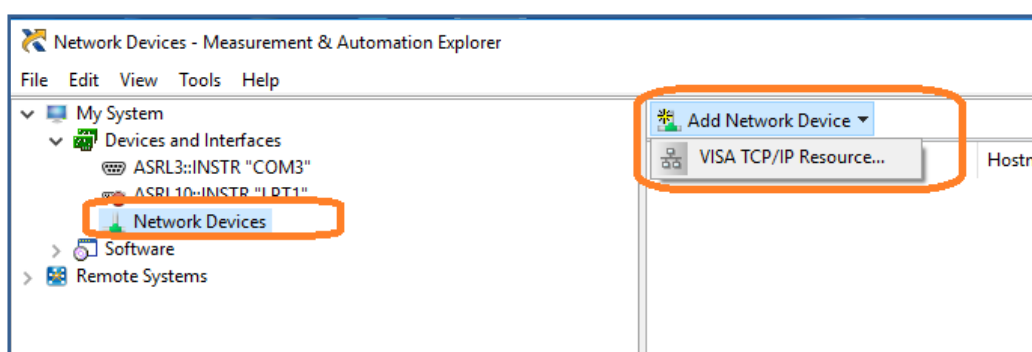 Network Devices - Measurement & Automation Explorer
File Edit View Tools Help
My System
Devices and Interfaces
ASRL3::INSTR "COM3"
ASRL10::INSTR "LPT1"
Network Devices
Software
Remote Systems
Add Network Device
VISA TCP/IP Resource...
Hostn